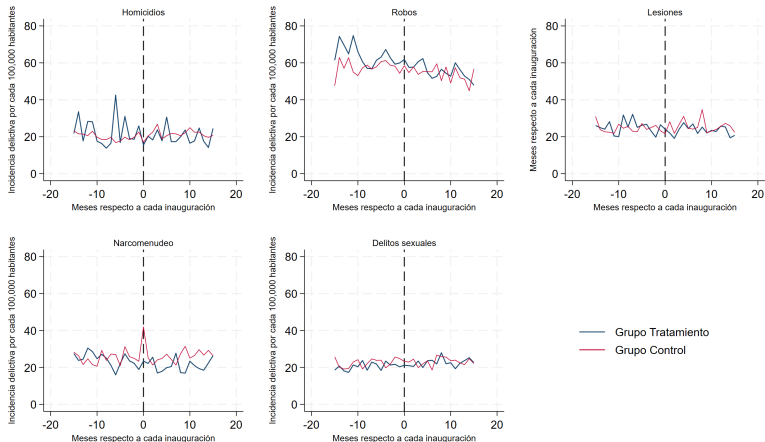 Homicidios
Incidencia delictiva por cada 100,000 habitantes
80
60
40
20
0
-20 -10 0 10 20
Meses respecto a cada inauguración
Robos
Incidencia delictiva por cada 100,000 habitantes
80
60
40
20
0
-20 -10 0 10 20
Meses respecto a cada inauguración
Lesiones
Meses respecto a cada inauguración
80
60
40
20
0
-20 -10 0 10 20
Meses respecto a cada inauguración
Narcomenudeo
Incidencia delictiva por cada 100,000 habitantes
80
60
40
20
0
-20 -10 0 10 20
Meses respecto a cada inauguración
Delitos sexuales
Incidencia delictiva por cada 100,000 habitantes
80
60
40
20
0
-20 -10 0 10 20
Meses respecto a cada inauguración
Grupo Tratamiento
Grupo Control